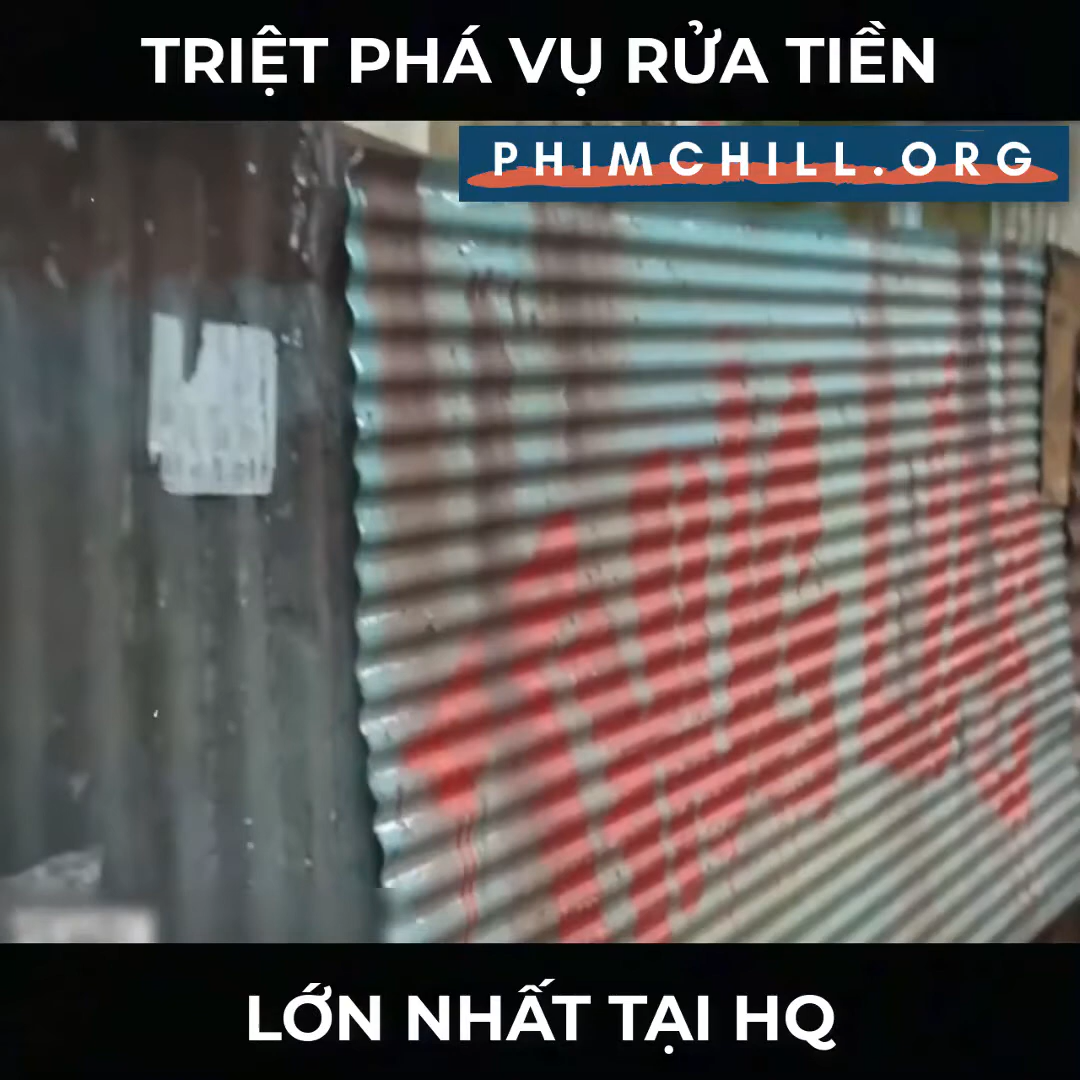 TRIỆT PHÁ VỤ RỬA TIỀN
PHIMCHILL.ORG
LỚN NHẤT TẠI HQ